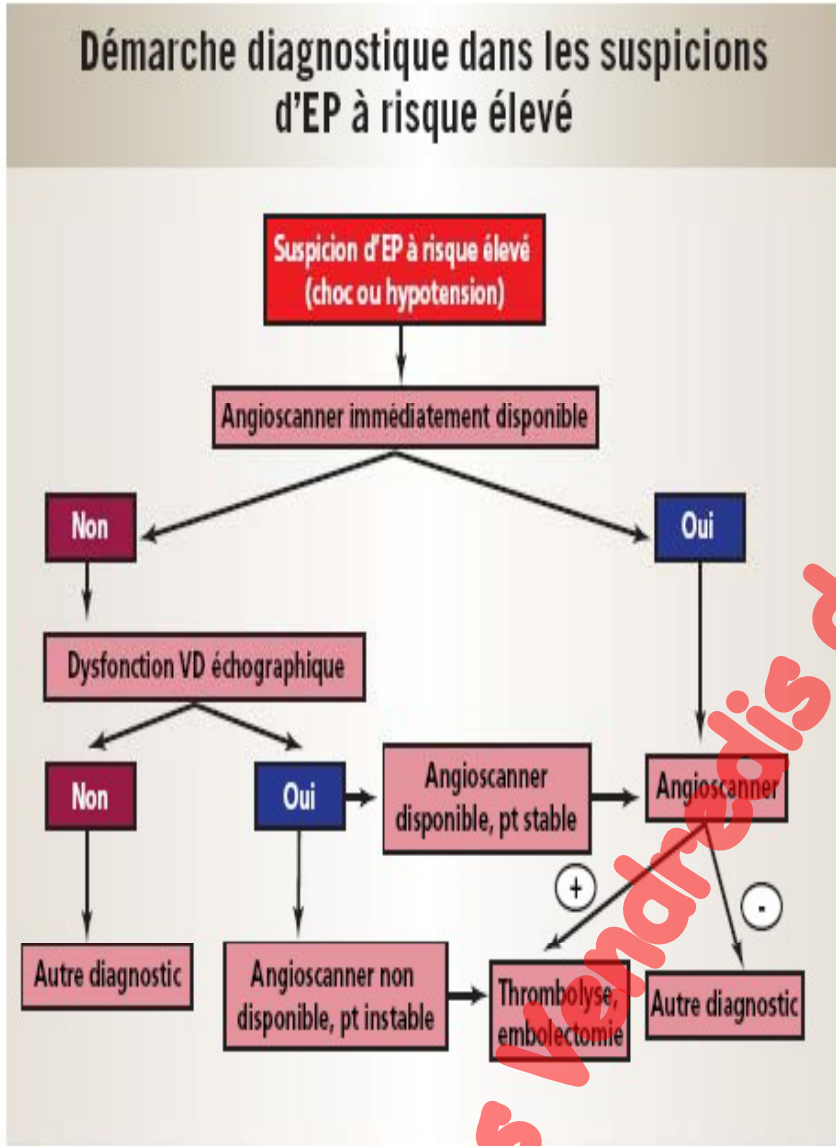 Démarche diagnostique dans les suspicions
d'EP à risque élevé
Suspicion d'EP à risque élevé
(choc ou hypotension)
Angioscanner immédiatement disponible
Non
Oui
Dysfonction VD échographique
Non
Oui
Angioscanner
disponible, pt stable
Angioscanner
+
-
Autre diagnostic
Angioscanner non
disponible, pt instable
Thrombolyse,
embolectomie
Autre diagnostic
s Vendredis d